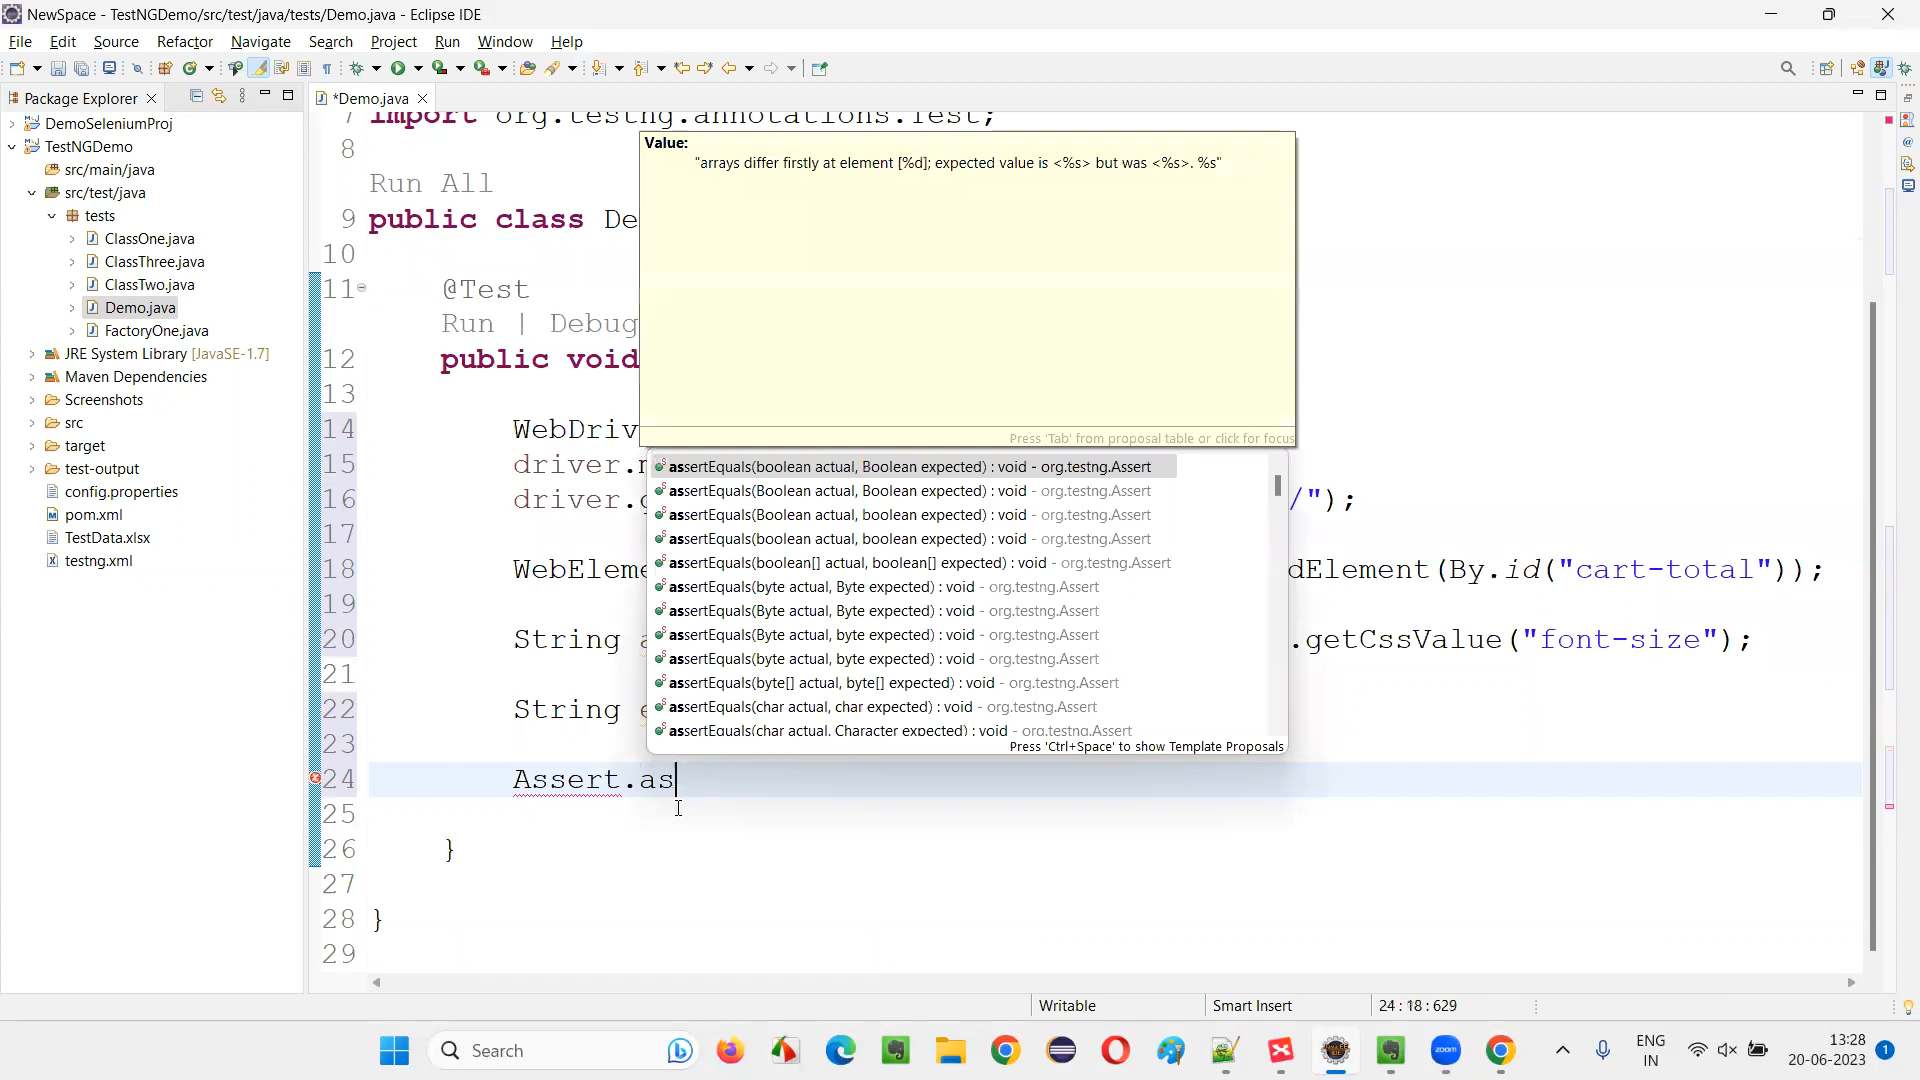 NewSpace - TestNGDemo/src/test/java/tests/Demo.java - Eclipse IDE
File Edit Source Refactor Navigate Search Project Run Window Help
Package Explorer
*Demo.java
DemoSeleniumProj
TestNGDemo
src/main/java
src/test/java
tests
ClassOne.java
ClassThree.java
ClassTwo.java
Demo.java
FactoryOne.java
JRE System Library [JavaSE-1.7]
Maven Dependencies
Screenshots
src
target
test-output
config.properties
pom.xml
TestData.xlsx
testng.xml
7 import org.testng.annotations.Test;
8
Run All
9 public class De
10
11 @Test
Run | Debug
12 public void
13
14 WebDriv
15 driver.
16 driver. /");
17
18 WebEleme dElement(By.id("cart-total"));
19
20 String a .getCssValue("font-size");
21
22 String e
23
24 Assert.as
25
26 }
27
28 }
29
Value:
"arrays differ firstly at element [%d]; expected value is <%s> but was <%s>. %s"
Press 'Tab' from proposal table or click for focus
assertEquals(boolean actual, Boolean expected) : void - org.testng.Assert
assertEquals(Boolean actual, Boolean expected) : void - org.testng.Assert
assertEquals(Boolean actual, boolean expected) : void - org.testng.Assert
assertEquals(boolean actual, boolean expected) : void - org.testng.Assert
assertEquals(boolean[] actual, boolean[] expected) : void - org.testng.Assert
assertEquals(byte actual, Byte expected) : void - org.testng.Assert
assertEquals(Byte actual, Byte expected) : void - org.testng.Assert
assertEquals(Byte actual, byte expected) : void - org.testng.Assert
assertEquals(byte actual, byte expected) : void - org.testng.Assert
assertEquals(byte[] actual, byte[] expected) : void - org.testng.Assert
assertEquals(char actual, char expected) : void - org.testng.Assert
assertEquals(char actual, Character expected) : void - org.testng.Assert
Press 'Ctrl+Space' to show Template Proposals
Writable Smart Insert 24 : 18 : 629
Search
zoom
ENG
IN
13:28
20-06-2023
1